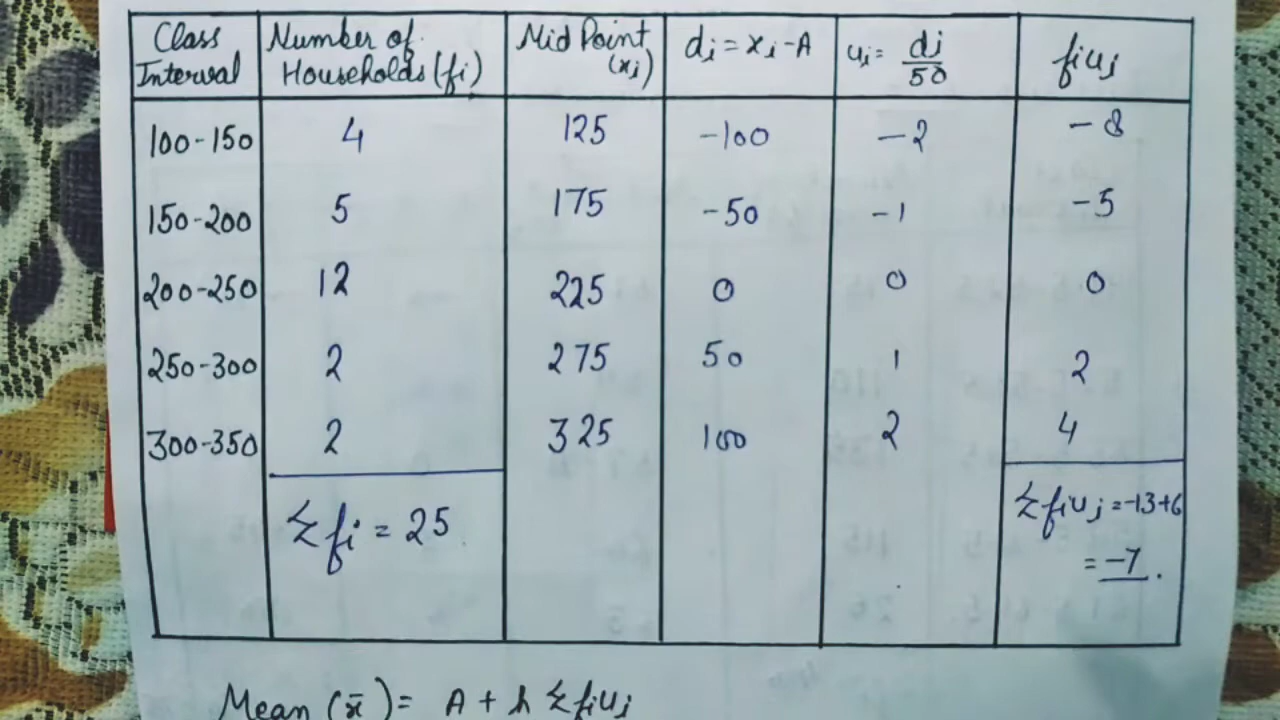 Class Interval | Number of Households (fi) | Mid Point (xi) | di = xi - A | ui = di/50 | fiui
100-150 | 4 | 125 | -100 | -2 | -8
150-200 | 5 | 175 | -50 | -1 | -5
200-250 | 12 | 225 | 0 | 0 | 0
250-300 | 2 | 275 | 50 | 1 | 2
300-350 | 2 | 325 | 100 | 2 | 4
Σfi = 25 | Σfiui = -13+6
= -7.
Mean (x̄) = A + h Σfiui